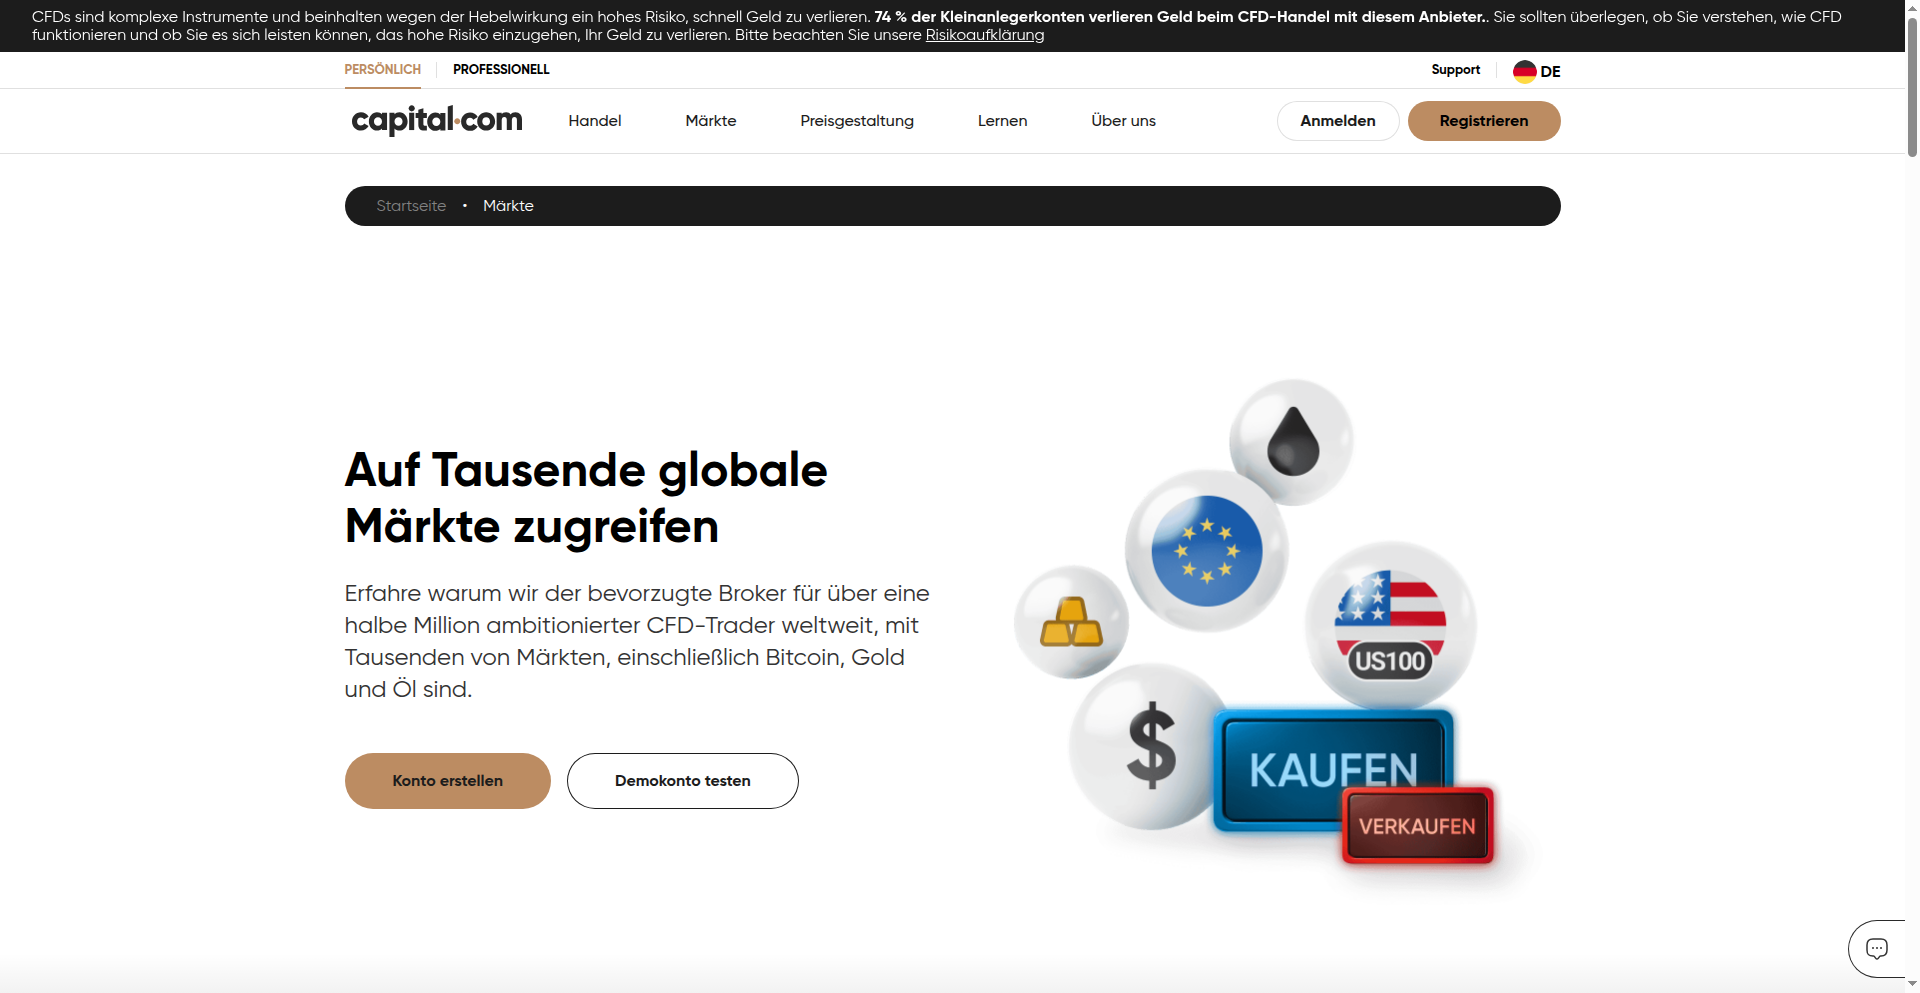 CFDs sind komplexe Instrumente und beinhalten wegen der Hebelwirkung ein hohes Risiko, schnell Geld zu verlieren. 74 % der Kleinanlegerkonten verlieren Geld beim CFD-Handel mit diesem Anbieter.. Sie sollten überlegen, ob Sie verstehen, wie CFD
funktionieren und ob Sie es sich leisten können, das hohe Risiko einzugehen, Ihr Geld zu verlieren. Bitte beachten Sie unsere Risikoaufklärung
PERSÖNLICH
PROFESSIONELL
Support
DE
capital.com
Handel
Märkte
Preisgestaltung
Lernen
Über uns
Anmelden
Registrieren
Startseite • Märkte
Auf Tausende globale
Märkte zugreifen
Erfahre warum wir der bevorzugte Broker für über eine
halbe Million ambitionierter CFD-Trader weltweit, mit
Tausenden von Märkten, einschließlich Bitcoin, Gold
und Öl sind.
Konto erstellen
Demokonto testen
US100
$
KAUFEN
VERKAUFEN